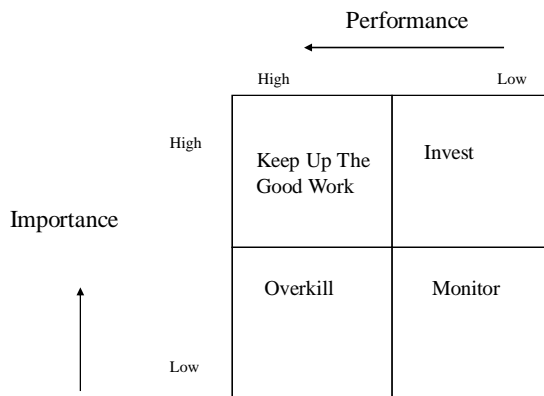 Performance
High
Low
High
Keep Up The
Good Work
Invest
Importance
Overkill
Monitor
Low